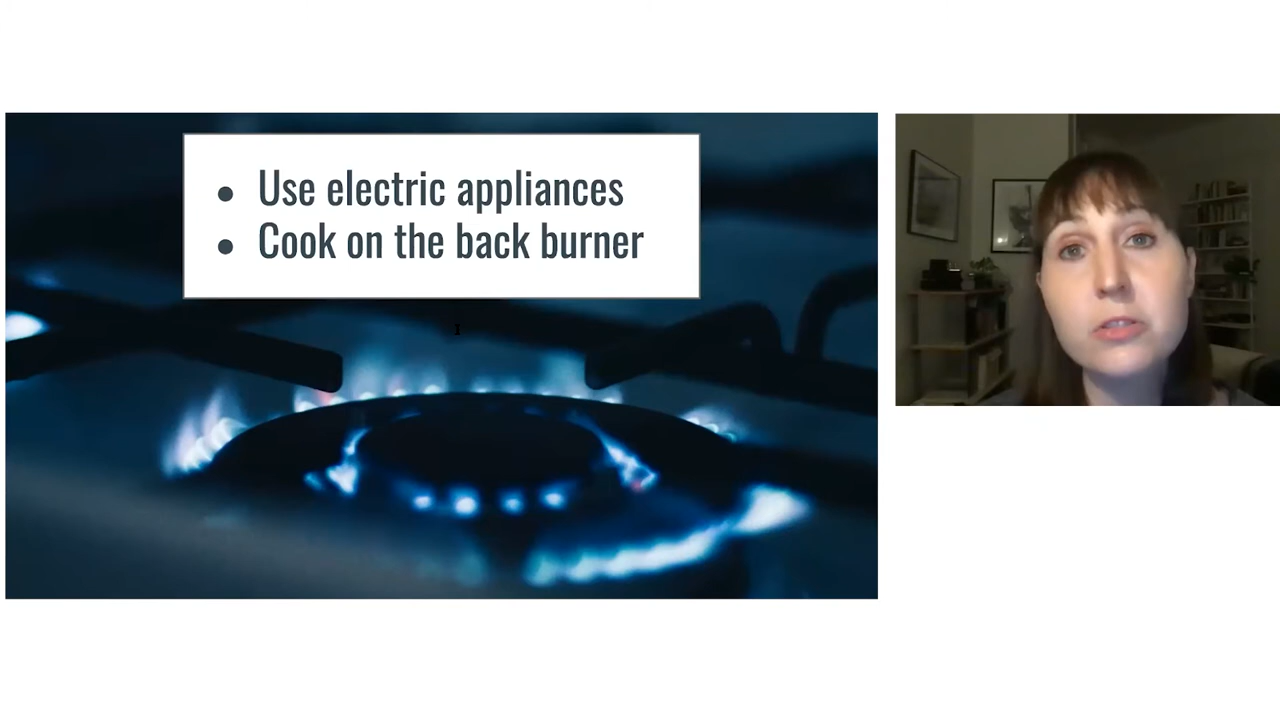 ● Use electric appliances
● Cook on the back burner